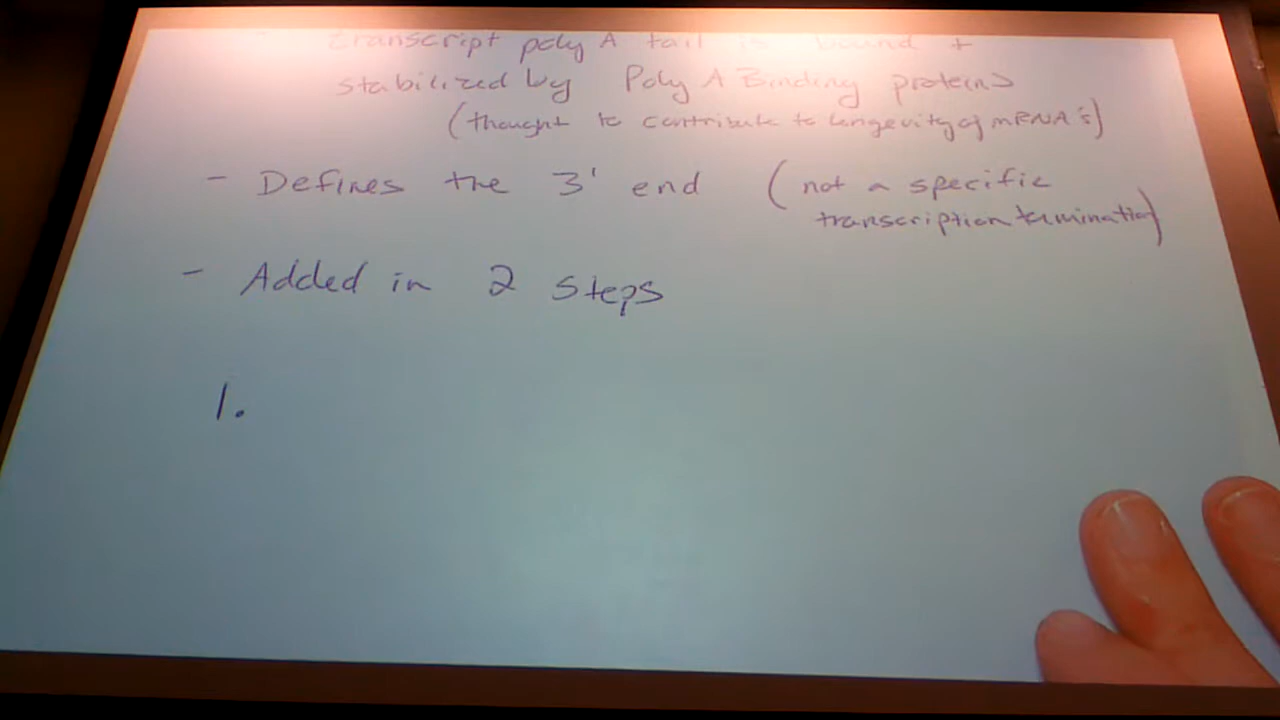 - transcript poly A tail is bound +
stabilized by Poly A Binding proteins
(thought to contribute to longevity of mRNA's)
- Defines the 3' end (not a specific
transcription termination)
- Added in 2 steps
1.